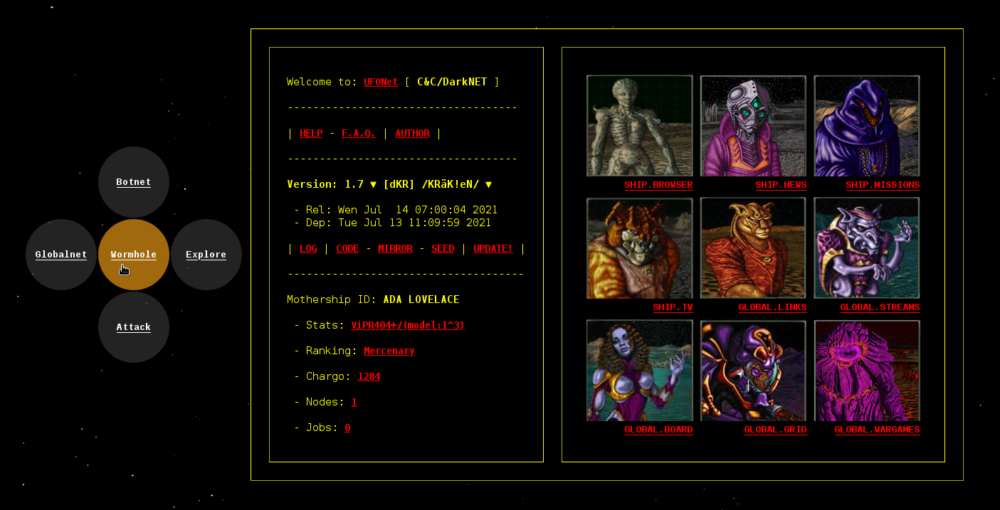 Botnet
Globalnet
Wormhole
Explore
Attack
Welcome to: UFONet [ C&C/DarkNET ]
------------------------------------
| HELP - F.A.Q. | AUTHOR |
------------------------------------
Version: 1.7 ▼ [dKR] /KRäK!eN/ ▼
- Rel: Wen Jul  14 07:00:04 2021
- Dep: Tue Jul 13 11:09:59 2021
| LOG | C0DE - MIRROR - SEED | UPDATE! |
-------------------------------------
Mothership ID: ADA LOVELACE
- Stats: ViPR404+/(model:I^3)
- Ranking: Mercenary
- Chargo: 1284
- Nodes: 1
- Jobs: 0
SHIP.BROWSER
SHIP.NEWS
SHIP.MISSIONS
SHIP.TV
GLOBAL.LINKS
GLOBAL.STREAMS
GLOBAL.BOARD
GLOBAL.GRID
GLOBAL.WARGAMES